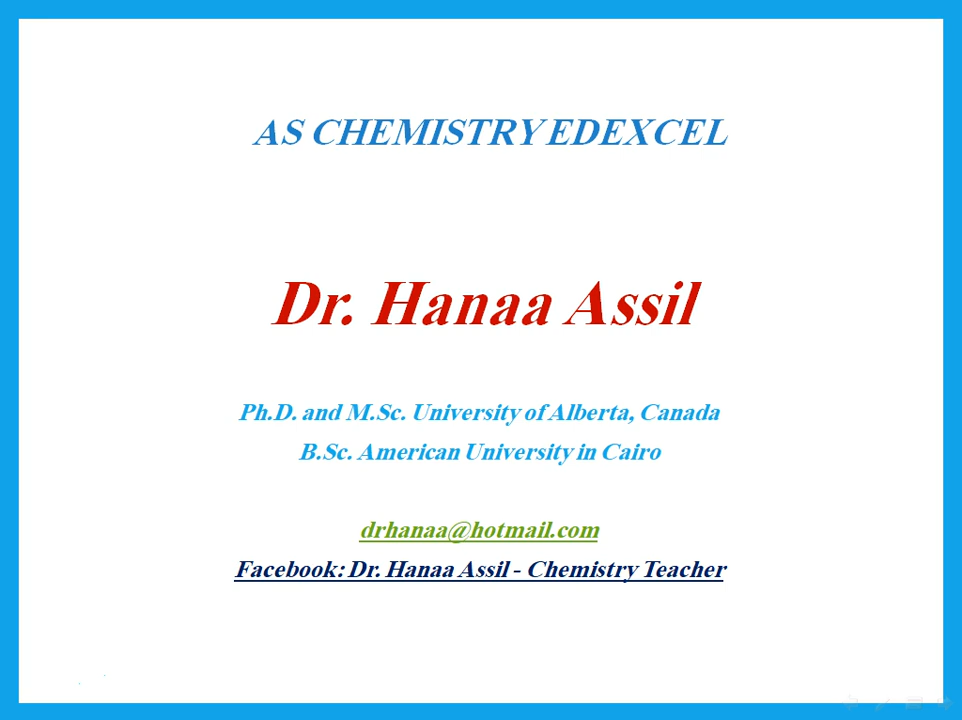 AS CHEMISTRY EDEXCEL
Dr. Hanaa Assil
Ph.D. and M.Sc. University of Alberta, Canada
B.Sc. American University in Cairo
drhanaa@hotmail.com
Facebook: Dr. Hanaa Assil - Chemistry Teacher